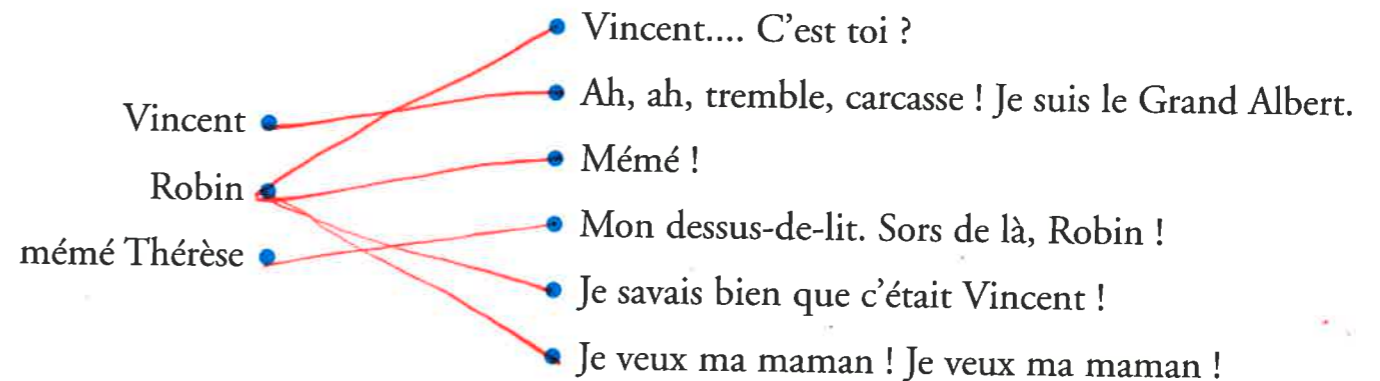 Vincent.... C'est toi ?
Ah, ah, tremble, carcasse ! Je suis le Grand Albert.
Vincent
Mémé !
Robin
Mon dessus-de-lit. Sors de là, Robin !
mémé Thérèse
Je savais bien que c'était Vincent !
Je veux ma maman ! Je veux ma maman !